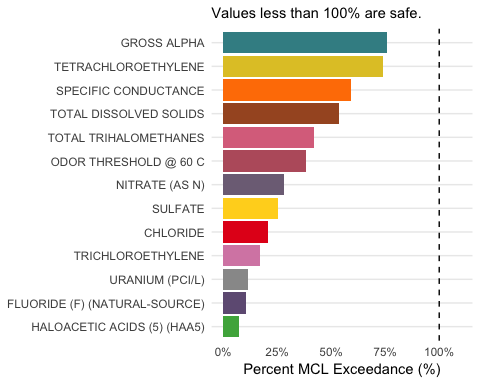 Values less than 100% are safe.
GROSS ALPHA
TETRACHLOROETHYLENE
SPECIFIC CONDUCTANCE
TOTAL DISSOLVED SOLIDS
TOTAL TRIHALOMETHANES
ODOR THRESHOLD @ 60 C
NITRATE (AS N)
SULFATE
CHLORIDE
TRICHLOROETHYLENE
URANIUM (PCI/L)
FLUORIDE (F) (NATURAL-SOURCE)
HALOACETIC ACIDS (5) (HAA5)
0% 25% 50% 75% 100%
Percent MCL Exceedance (%)